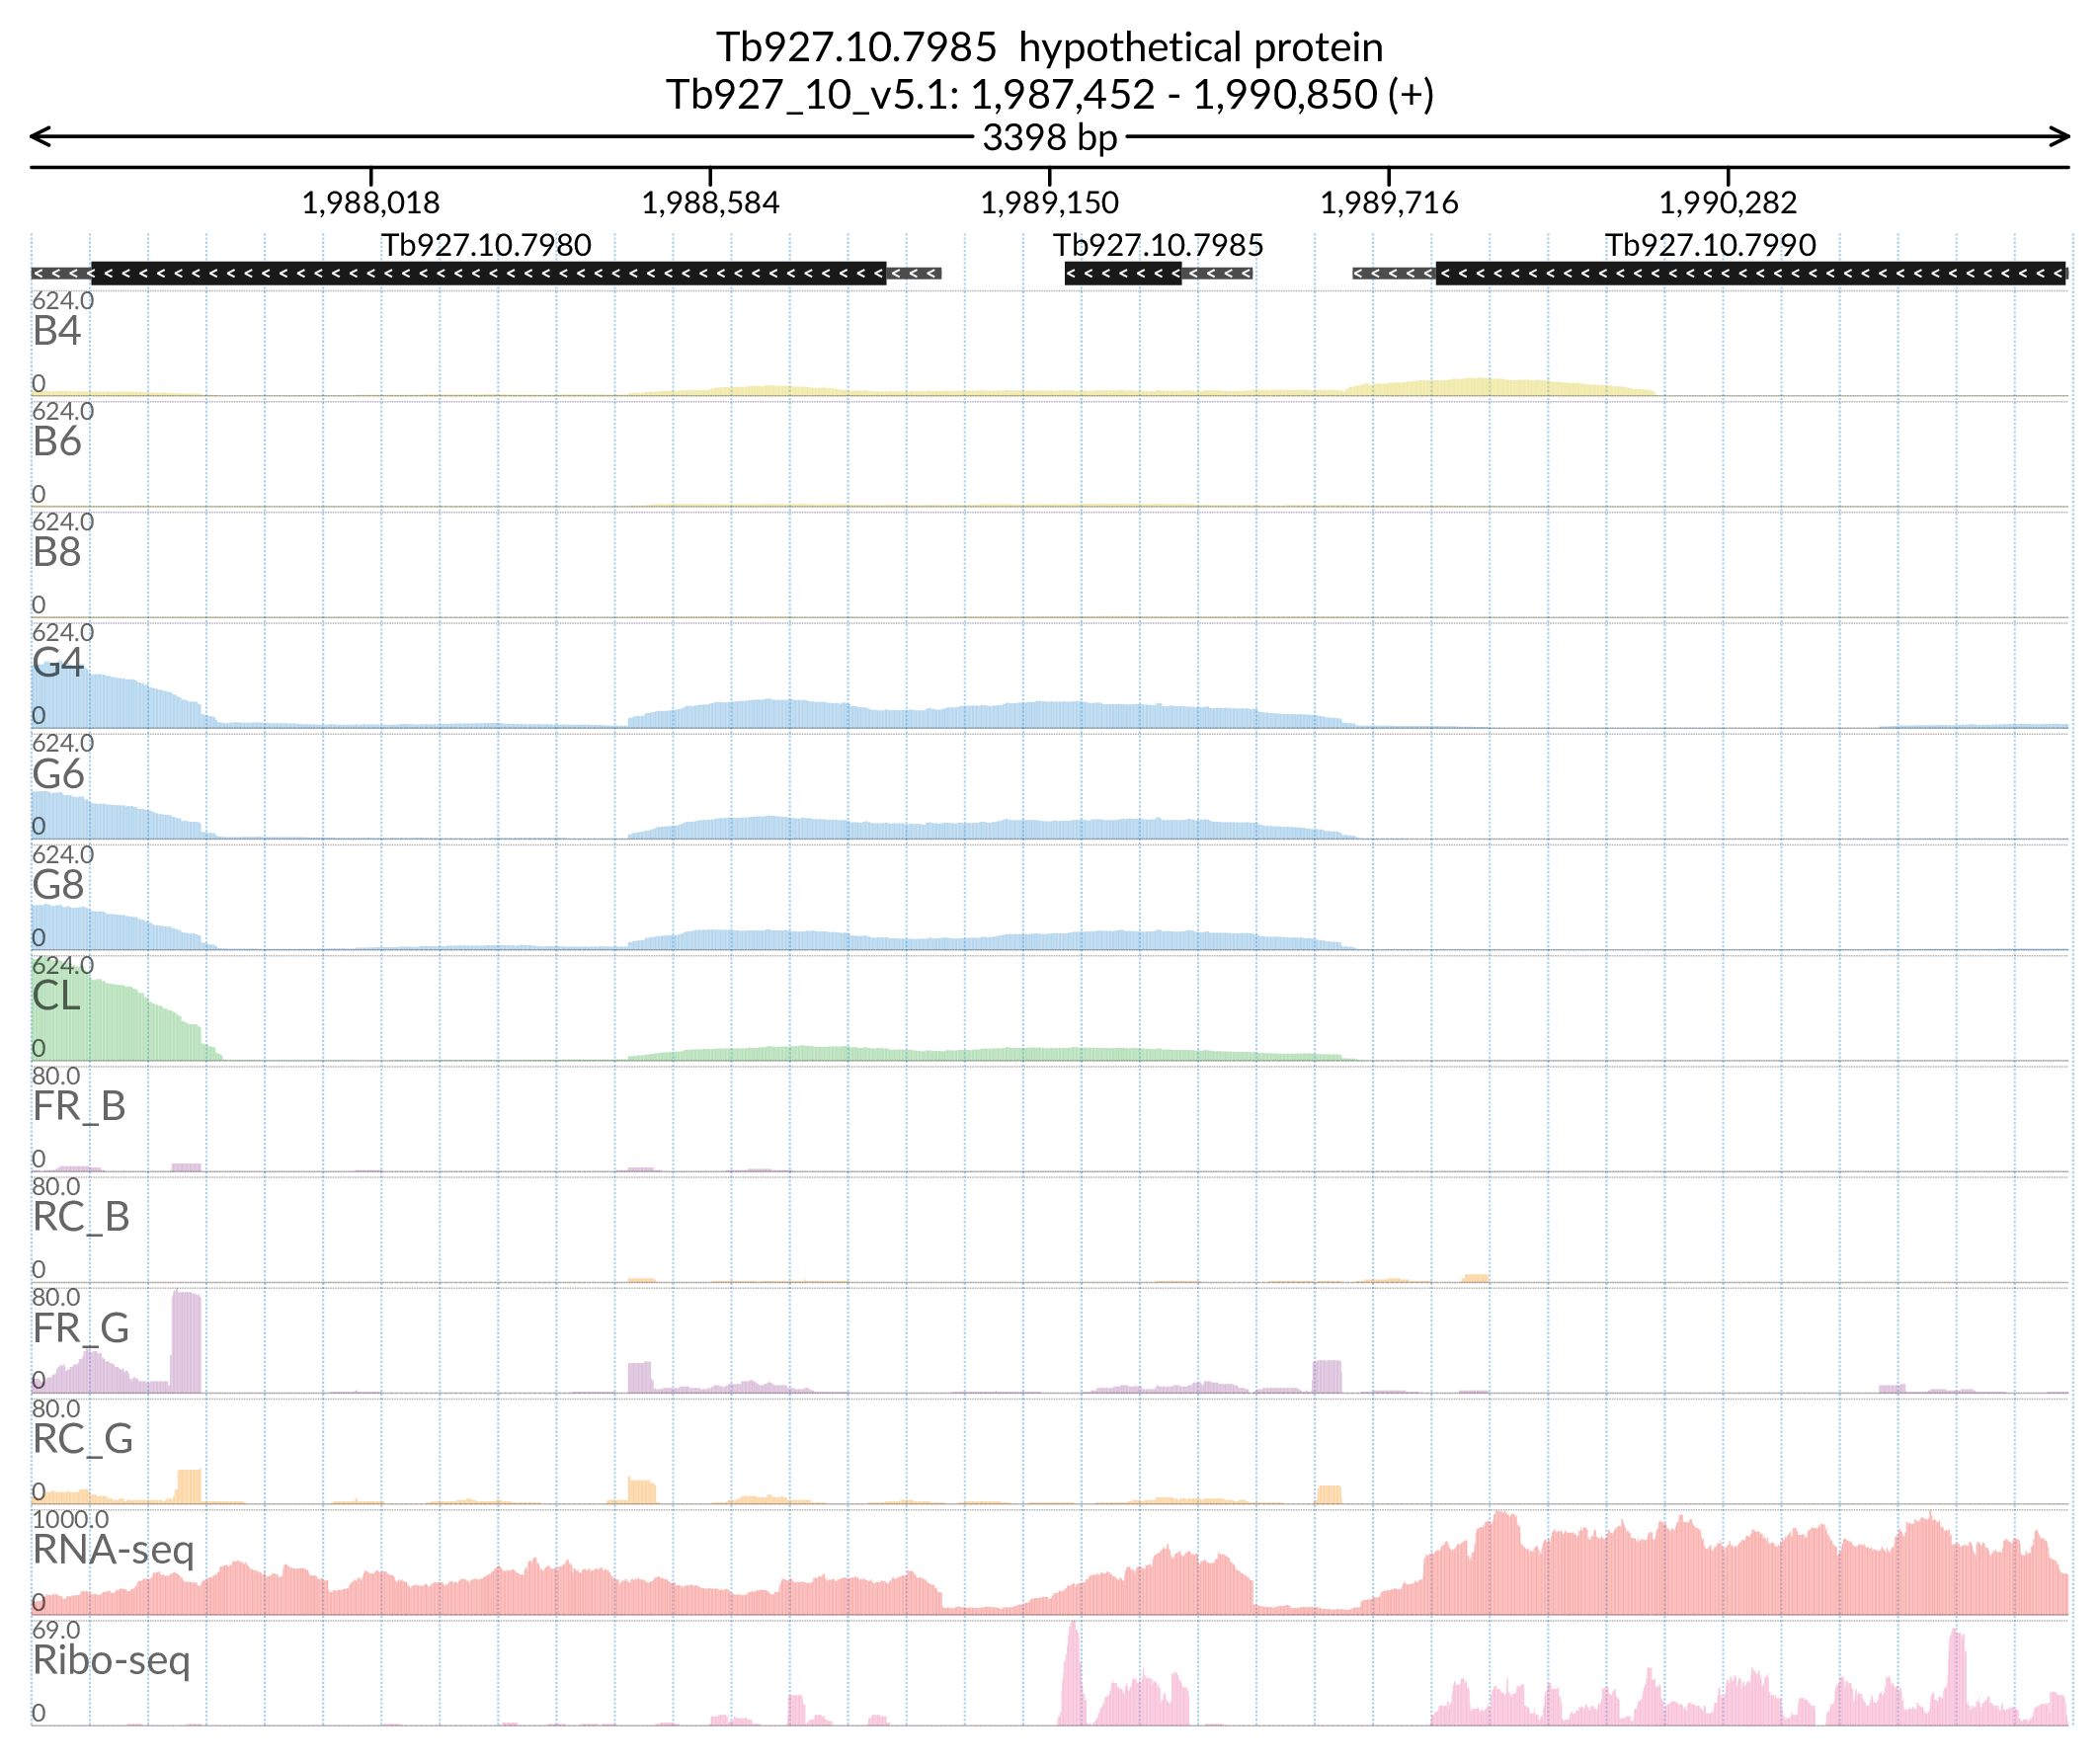 Tb927.10.7985 hypothetical protein
Tb927_10_v5.1: 1,987,452 - 1,990,850 (+)
3398 bp
1,988,018 1,988,584 1,989,150 1,989,716 1,990,282
Tb927.10.7980 Tb927.10.7985 Tb927.10.7990
624.0
B4
0
624.0
B6
0
624.0
B8
0
624.0
G4
0
624.0
G6
0
624.0
G8
0
624.0
CL
0
80.0
FR_B
0
80.0
RC_B
0
80.0
FR_G
0
80.0
RC_G
0
1000.0
RNA-seq
0
69.0
Ribo-seq
0